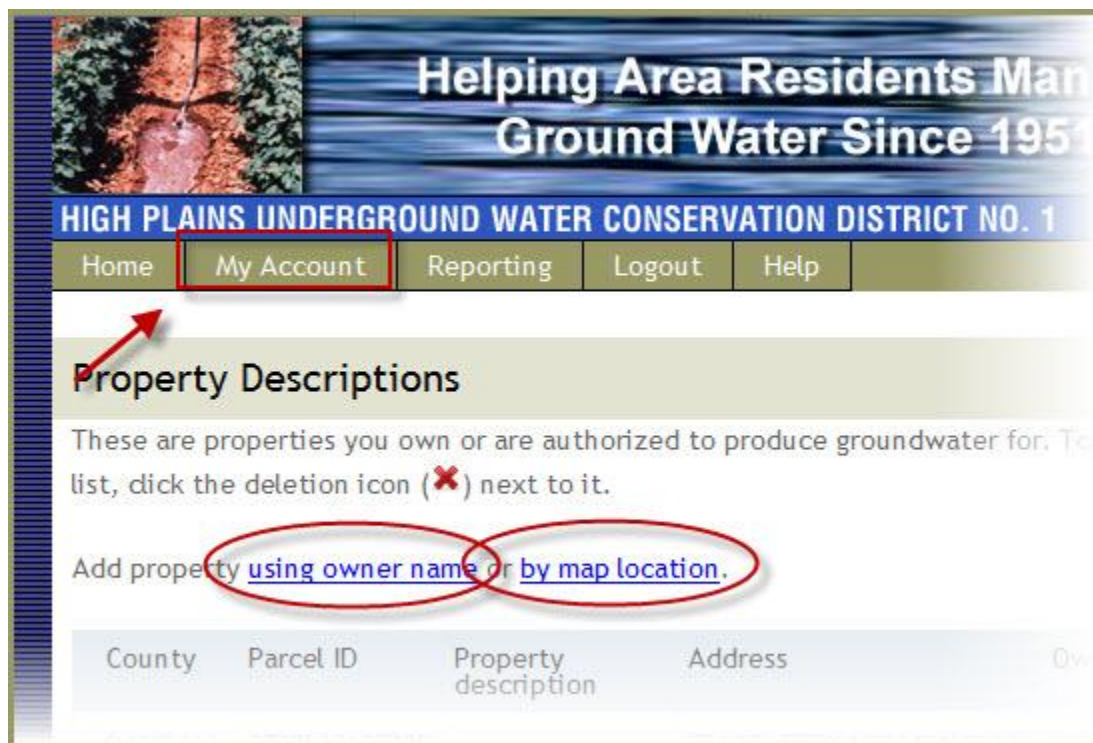 Helping Area Residents Man
Ground Water Since 1951
HIGH PLAINS UNDERGROUND WATER CONSERVATION DISTRICT NO. 1
Home My Account Reporting Logout Help
Property Descriptions
These are properties you own or are authorized to produce groundwater for. To
list, click the deletion icon (✖) next to it.
Add property using owner name or by map location.
County Parcel ID Property description Address Ow